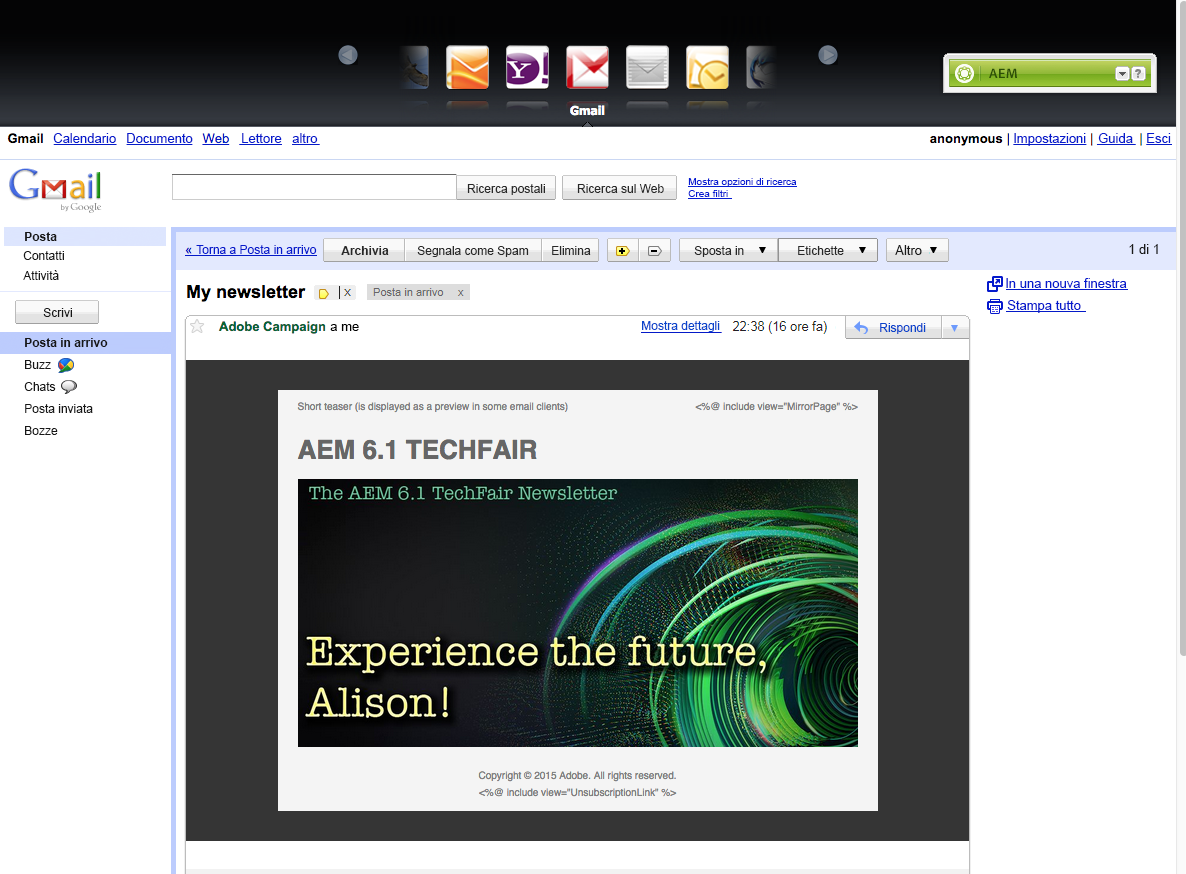 Gmail
AEM
?
Gmail Calendario Documento Web Lettore altro
anonymous | Impostazioni | Guida | Esci
Gmail
by Google
Ricerca postali
Ricerca sul Web
Mostra opzioni di ricerca
Crea filtri
Posta
Contatti
Attività
Scrivi
Posta in arrivo
Buzz
Chats
Posta inviata
Bozze
« Torna a Posta in arrivo Archivia Segnala come Spam Elimina Sposta in ▼ Etichette ▼ Altro ▼ 1 di 1
My newsletter | x Posta in arrivo x
In una nuova finestra
Stampa tutto
Adobe Campaign a me Mostra dettagli 22:38 (16 ore fa) Rispondi ▼
Short teaser (is displayed as a preview in some email clients) <%@ include view="MirrorPage" %>
AEM 6.1 TECHFAIR
The AEM 6.1 TechFair Newsletter
Experience the future,
Alison!
Copyright © 2015 Adobe. All rights reserved.
<%@ include view="UnsubscriptionLink" %>